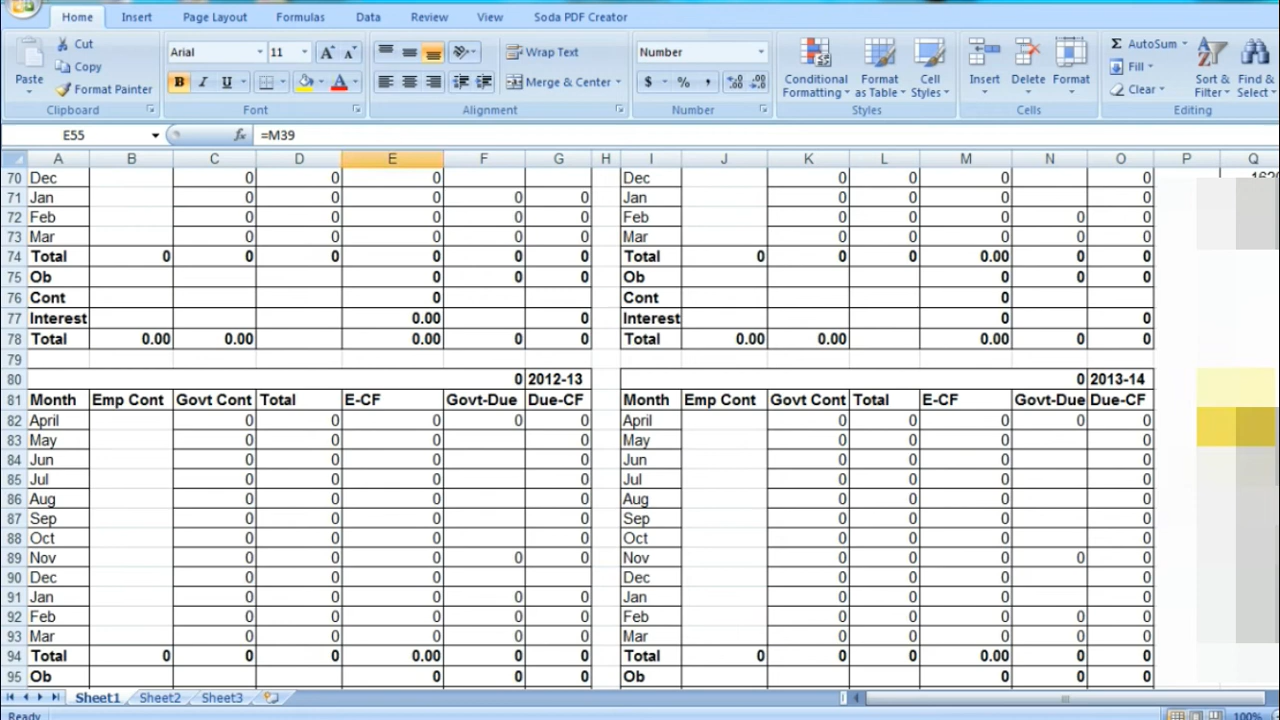 Home Insert Page Layout Formulas Data Review View Soda PDF Creator
Cut Arial 11 A A Wrap Text Number AutoSum
Copy Fill
Paste Format Painter B I U A Merge & Center $ % , Conditional Formatting Format as Table Cell Styles Insert Delete Format Clear Sort & Filter Find & Select
Clipboard Font Alignment Number Styles Cells Editing
E55 fx =M39
A B C D E F G H I J K L M N O P Q
70 Dec 0 0 0 Dec 0 0 0 0
71 Jan 0 0 0 0 0 Jan 0 0 0 0
72 Feb 0 0 0 0 0 Feb 0 0 0 0 0
73 Mar 0 0 0 0 0 Mar 0 0 0 0 0
74 Total 0 0 0 0 0 0 Total 0 0 0 0.00 0 0
75 Ob 0 0 0 Ob 0 0 0
76 Cont 0 Cont 0
77 Interest 0.00 0 Interest 0 0
78 Total 0.00 0.00 0.00 0 0 Total 0.00 0.00 0.00 0 0
79
80 0 2012-13 0 2013-14
81 Month Emp Cont Govt Cont Total E-CF Govt-Due Due-CF Month Emp Cont Govt Cont Total E-CF Govt-Due Due-CF
82 April 0 0 0 0 0 April 0 0 0 0 0
83 May 0 0 0 0 May 0 0 0 0
84 Jun 0 0 0 0 Jun 0 0 0 0
85 Jul 0 0 0 0 Jul 0 0 0 0
86 Aug 0 0 0 0 Aug 0 0 0 0
87 Sep 0 0 0 0 Sep 0 0 0 0
88 Oct 0 0 0 0 Oct 0 0 0 0
89 Nov 0 0 0 0 0 Nov 0 0 0 0 0
90 Dec 0 0 0 0 Dec 0 0 0 0
91 Jan 0 0 0 0 0 Jan 0 0 0 0
92 Feb 0 0 0 0 0 Feb 0 0 0 0 0
93 Mar 0 0 0 0 0 Mar 0 0 0 0 0
94 Total 0 0 0 0.00 0 0 Total 0 0 0 0.00 0 0
95 Ob 0 0 0 Ob 0 0 0
Sheet1 Sheet2 Sheet3
Ready 100%